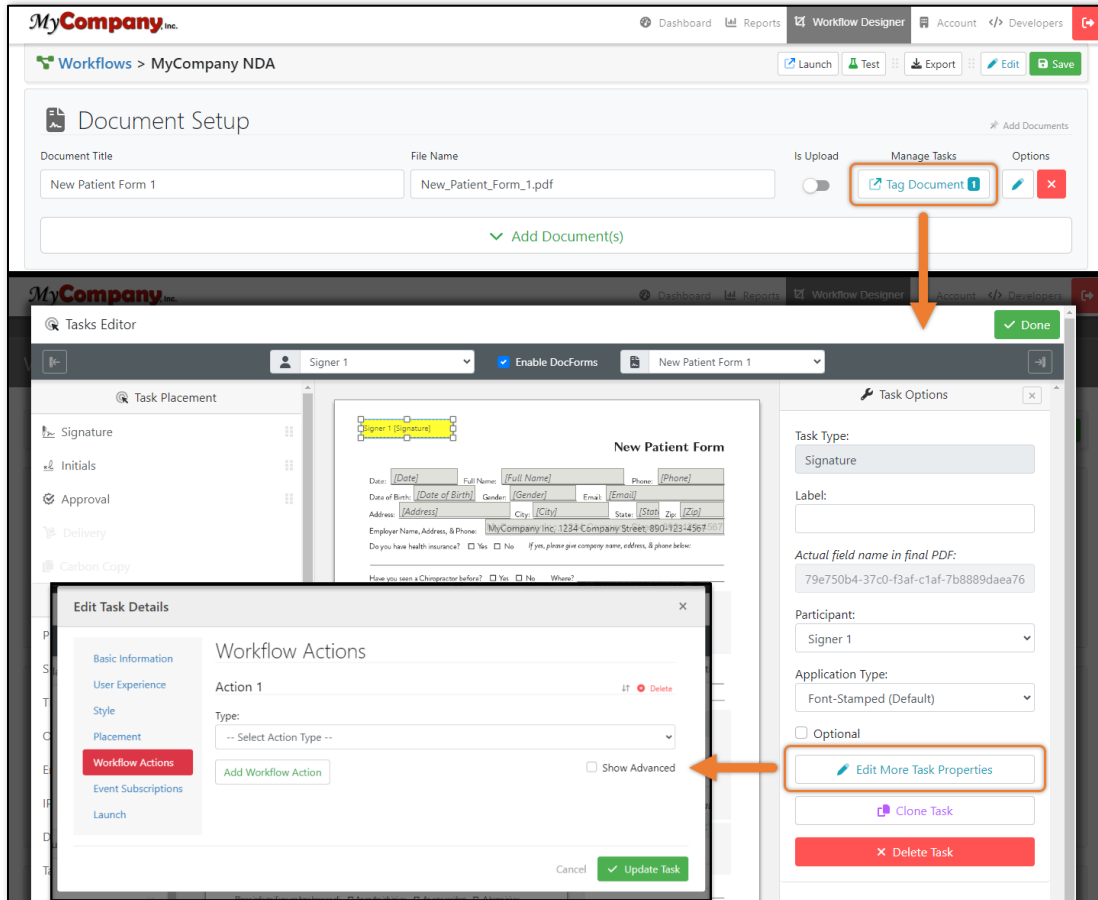 MyCompany, Inc.
Dashboard Reports Workflow Designer Account </> Developers
Workflows > MyCompany NDA
Launch Test Export Edit Save
Document Setup
Add Documents
Document Title File Name Is Upload Manage Tasks Options
New Patient Form 1 New_Patient_Form_1.pdf Tag Document 1
Add Document(s)
MyCompany, Inc.
Dashboard Reports Workflow Designer Account </> Developers
Tasks Editor
Done
Signer 1 Enable DocForms New Patient Form 1
Task Placement
Signature
Initials
Approval
Delivery
Carbon Copy
Signer 1 [Signature]
New Patient Form
Date: [Date] Full Name: [Full Name] Phone: [Phone]
Date of Birth: [Date of Birth] Gender: [Gender] Email: [Email]
Address: [Address] City: [City] State: [Stat Zip: [Zip]
Employer Name, Address, & Phone: MyCompany Inc, 1234 Company Street, 890-123-4567
Do you have health insurance? Yes No If yes, please give company name, address, & phone below:
Have you seen a Chiropractor before? Yes No Where?
Task Options
Task Type:
Signature
Label:
Actual field name in final PDF:
79e750b4-37c0-f3af-c1af-7b8889daea76
Participant:
Signer 1
Application Type:
Font-Stamped (Default)
Optional
Edit More Task Properties
Clone Task
Delete Task
Edit Task Details
Basic Information
User Experience
Style
Placement
Workflow Actions
Event Subscriptions
Launch
Workflow Actions
Action 1
Delete
Type:
-- Select Action Type --
Add Workflow Action
Show Advanced
Cancel Update Task